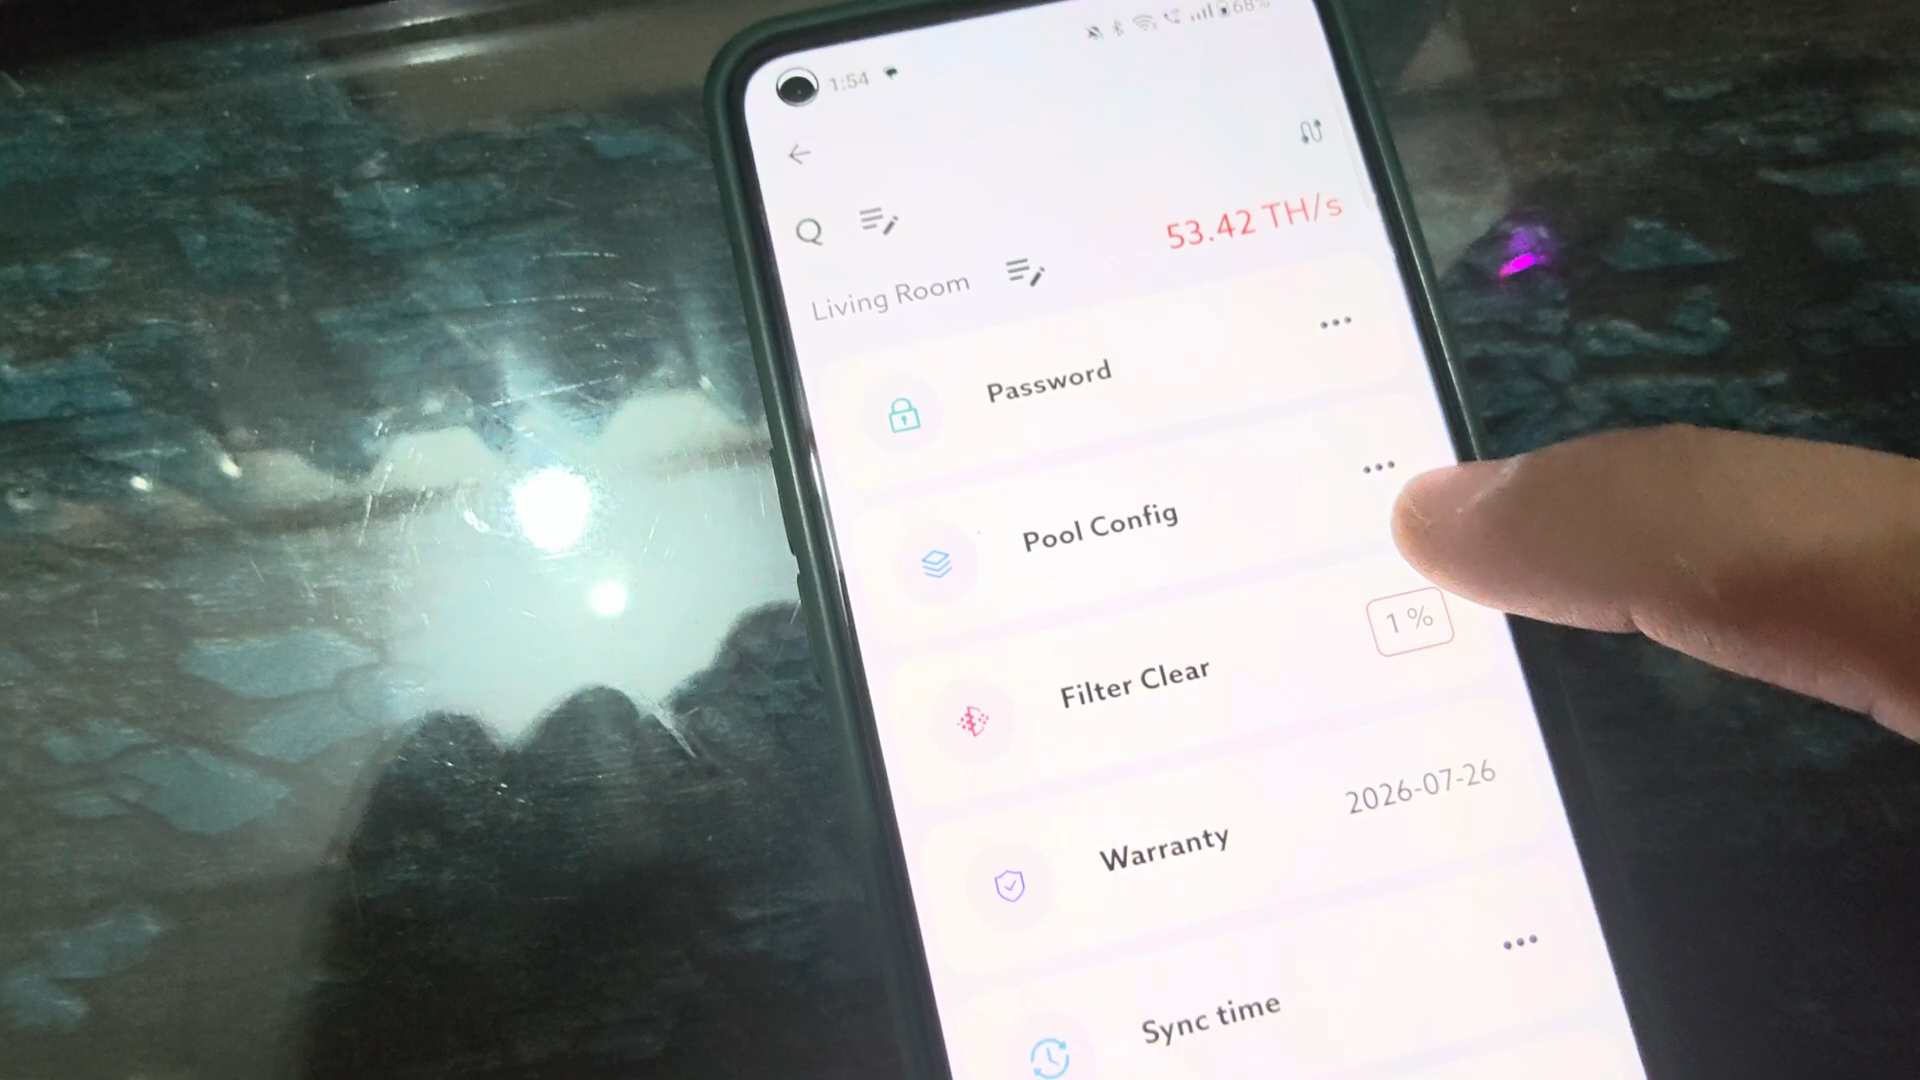 1:54
68%
Q
53.42 TH/s
Living Room
Password
Pool Config
1 %
Filter Clear
2026-07-26
Warranty
Sync time